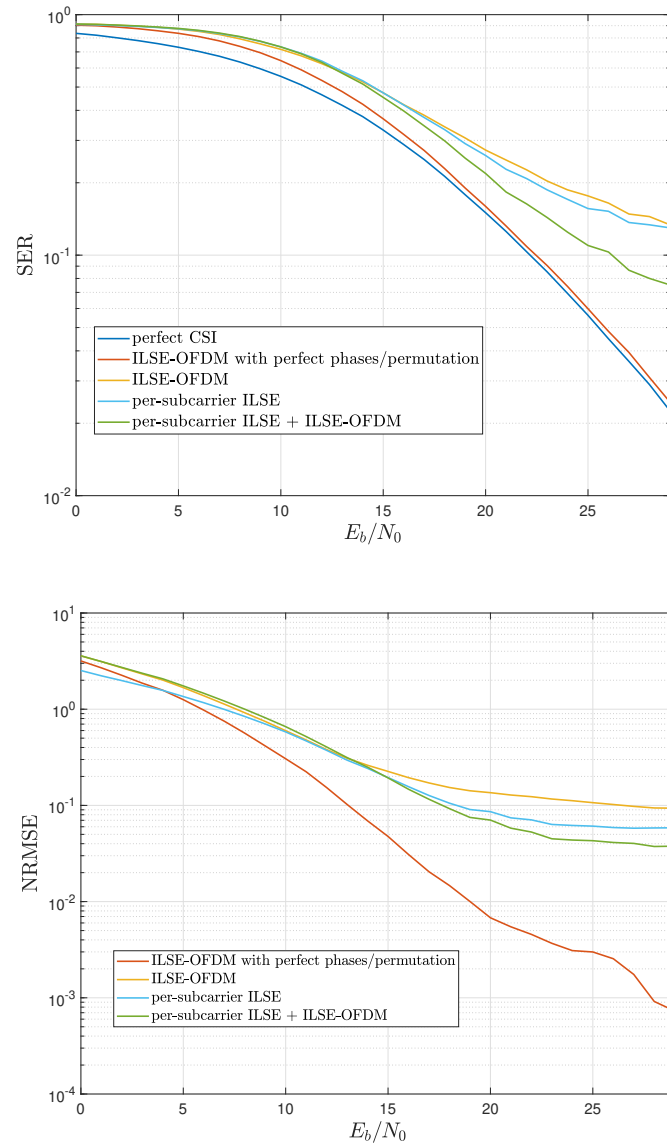 10^0
10^-1
10^-2
SER
0 5 10 15 20 25
E_b/N_0
perfect CSI
ILSE-OFDM with perfect phases/permutation
ILSE-OFDM
per-subcarrier ILSE
per-subcarrier ILSE + ILSE-OFDM
10^1
10^0
10^-1
10^-2
10^-3
10^-4
NRMSE
0 5 10 15 20 25
E_b/N_0
ILSE-OFDM with perfect phases/permutation
ILSE-OFDM
per-subcarrier ILSE
per-subcarrier ILSE + ILSE-OFDM